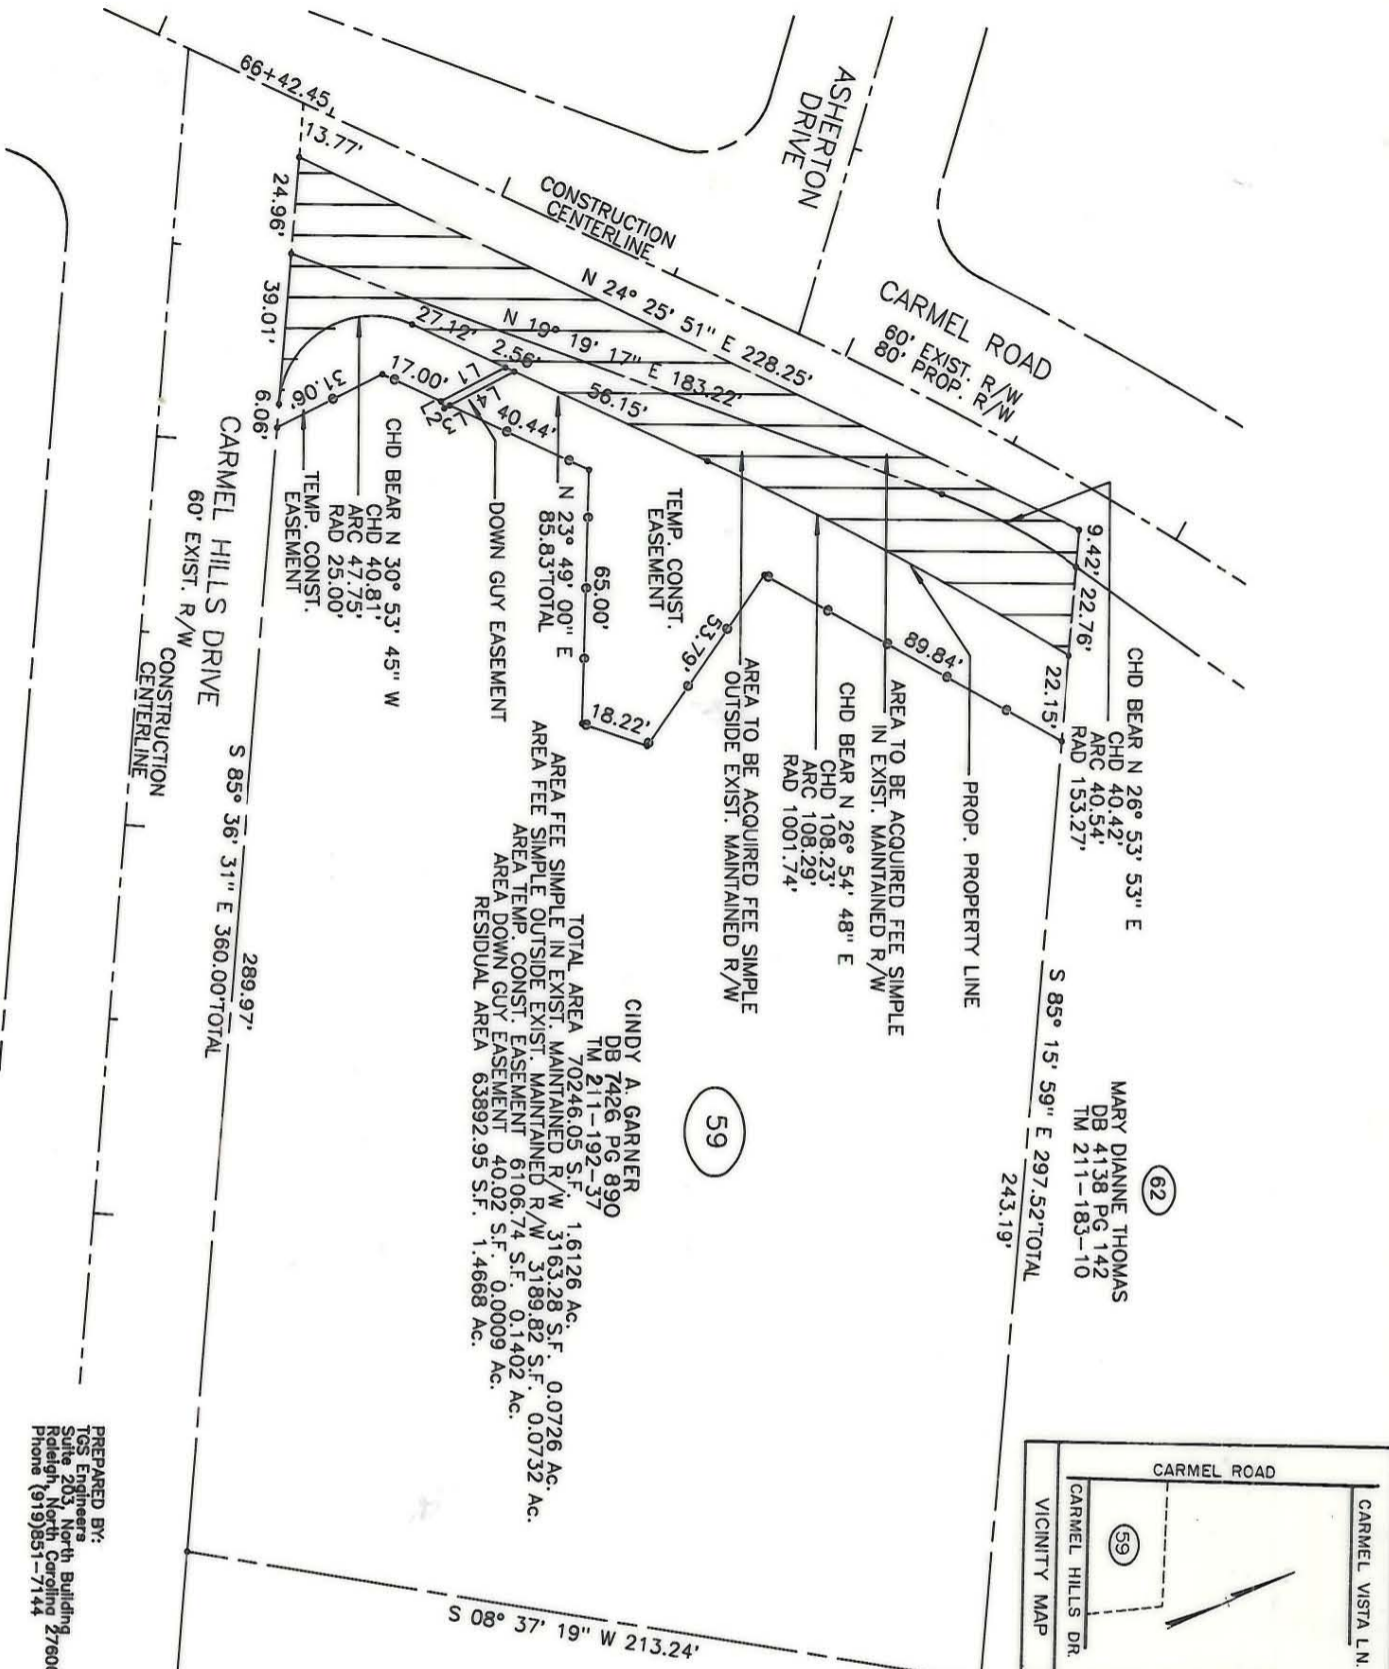 66+42.45
13.77'
24.96'
39.01'
6.06'
ASHERTON
DRIVE
CONSTRUCTION
CENTERLINE
CARMEL ROAD
60' EXIST. R/W
80' PROP. R/W
N 24° 25' 51" E 228.25'
N 19° 19' 17" E 183.22'
27.12'
2.56'
56.15'
17.00'
L1
L2
L3
L4
40.44'
31.06'
9.42'
22.76'
22.15'
89.84'
53.79'
18.22'
65.00'
N 23° 49' 00" E
85.83'TOTAL
TEMP. CONST.
EASEMENT
DOWN GUY EASEMENT
CHD BEAR N 30° 53' 45" W
CHD 40.81'
ARC 47.75'
RAD 25.00'
TEMP. CONST.
EASEMENT
CARMEL HILLS DRIVE
60' EXIST. R/W
CONSTRUCTION
CENTERLINE
CHD BEAR N 26° 53' 53" E
CHD 40.42'
ARC 40.54'
RAD 153.27'
PROP. PROPERTY LINE
AREA TO BE ACQUIRED FEE SIMPLE
IN EXIST. MAINTAINED R/W
CHD BEAR N 26° 54' 48" E
CHD 108.23'
ARC 108.29'
RAD 1001.74'
AREA TO BE ACQUIRED FEE SIMPLE
OUTSIDE EXIST. MAINTAINED R/W
S 85° 15' 59" E 297.52'TOTAL
243.19'
62
MARY DIANNE THOMAS
DB 4138 PG 142
TM 211-183-10
59
CINDY A. GARNER
DB 7426 PG 890
TM 211-192-37
TOTAL AREA 70246.05 S.F. 1.6126 Ac.
AREA FEE SIMPLE IN EXIST. MAINTAINED R/W 3163.28 S.F. 0.0726 Ac.
AREA FEE SIMPLE OUTSIDE EXIST. MAINTAINED R/W 3189.82 S.F. 0.0732 Ac.
AREA TEMP. CONST. EASEMENT 6106.74 S.F. 0.1402 Ac.
AREA DOWN GUY EASEMENT 40.02 S.F. 0.0009 Ac.
RESIDUAL AREA 63892.95 S.F. 1.4668 Ac.
289.97'
S 85° 36' 31" E 360.00'TOTAL
S 08° 37' 19" W 213.24'
CARMEL VISTA LN.
CARMEL ROAD
59
CARMEL HILLS DR.
VICINITY MAP
PREPARED BY:
TGS Engineers
Suite 203, North Building
Raleigh, North Carolina 2760
Phone (919)851-7144